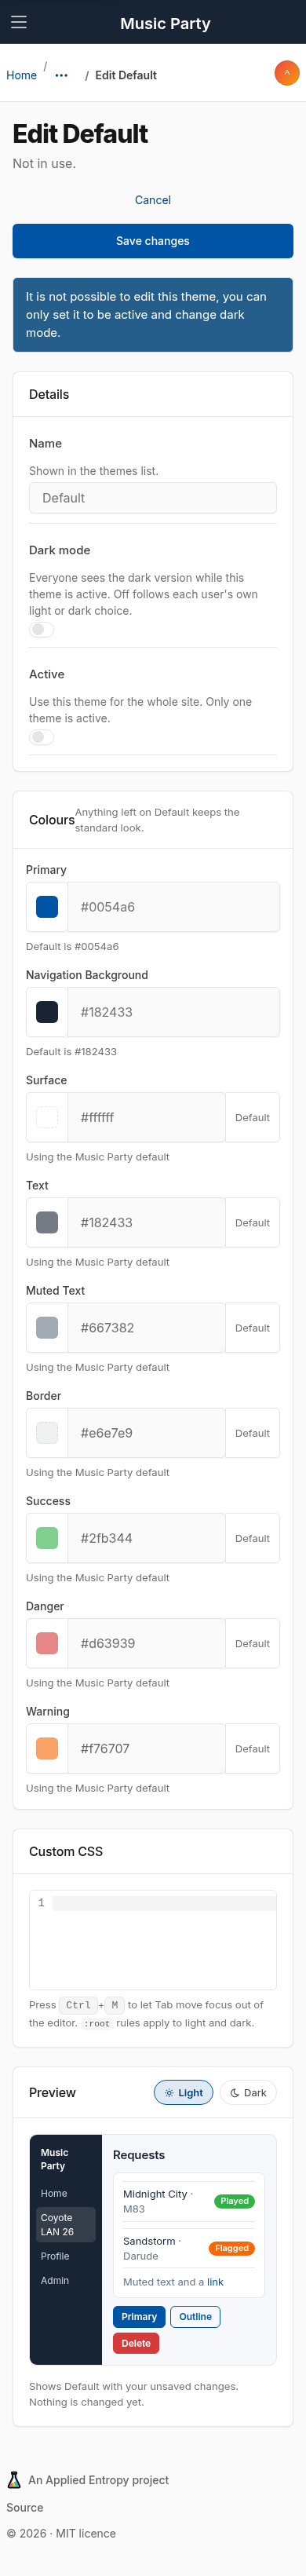 Music Party
Home / ••• / Edit Default
A
Edit Default
Not in use.
Cancel
Save changes
It is not possible to edit this theme, you can
only set it to be active and change dark
mode.
Details
Name
Shown in the themes list.
Default
Dark mode
Everyone sees the dark version while this
theme is active. Off follows each user's own
light or dark choice.
Active
Use this theme for the whole site. Only one
theme is active.
Colours
Anything left on Default keeps the
standard look.
Primary
#0054a6
Default is #0054a6
Navigation Background
#182433
Default is #182433
Surface
#ffffff
Default
Using the Music Party default
Text
#182433
Default
Using the Music Party default
Muted Text
#667382
Default
Using the Music Party default
Border
#e6e7e9
Default
Using the Music Party default
Success
#2fb344
Default
Using the Music Party default
Danger
#d63939
Default
Using the Music Party default
Warning
#f76707
Default
Using the Music Party default
Custom CSS
1
Press Ctrl+M to let Tab move focus out of
the editor. :root rules apply to light and dark.
Preview
Light
Dark
Music
Party
Home
Coyote
LAN 26
Profile
Admin
Requests
Midnight City ·
M83
Played
Sandstorm ·
Darude
Flagged
Muted text and a link
Primary
Outline
Delete
Shows Default with your unsaved changes.
Nothing is changed yet.
An Applied Entropy project
Source
© 2026 · MIT licence